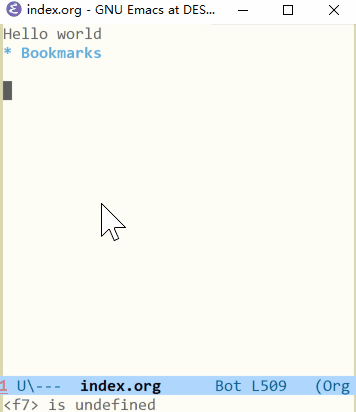 index.org - GNU Emacs at DES...
Hello world
* Bookmarks
1 U\--- index.org Bot L509 (Org
<f7> is undefined